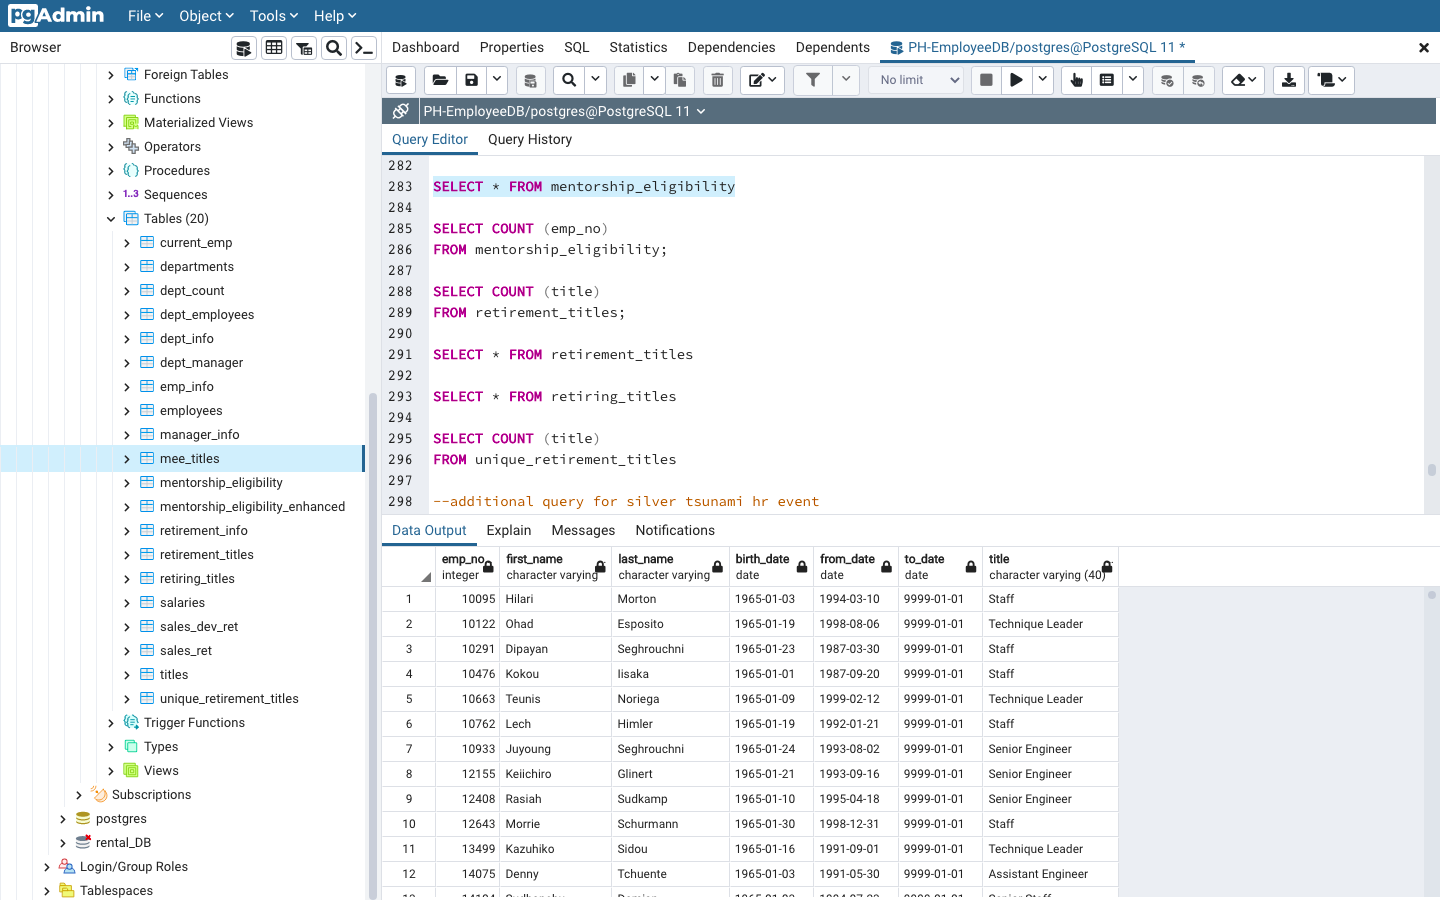 pgAdmin File Object Tools Help
Browser
Dashboard Properties SQL Statistics Dependencies Dependents PH-EmployeeDB/postgres@PostgreSQL 11 *
No limit
PH-EmployeeDB/postgres@PostgreSQL 11
Query Editor Query History
Foreign Tables
Functions
Materialized Views
Operators
Procedures
1..3 Sequences
Tables (20)
current_emp
departments
dept_count
dept_employees
dept_info
dept_manager
emp_info
employees
manager_info
mee_titles
mentorship_eligibility
mentorship_eligibility_enhanced
retirement_info
retirement_titles
retiring_titles
salaries
sales_dev_ret
sales_ret
titles
unique_retirement_titles
Trigger Functions
Types
Views
Subscriptions
postgres
rental_DB
Login/Group Roles
Tablespaces
282
283 SELECT * FROM mentorship_eligibility
284
285 SELECT COUNT (emp_no)
286 FROM mentorship_eligibility;
287
288 SELECT COUNT (title)
289 FROM retirement_titles;
290
291 SELECT * FROM retirement_titles
292
293 SELECT * FROM retiring_titles
294
295 SELECT COUNT (title)
296 FROM unique_retirement_titles
297
298 --additional query for silver tsunami hr event
Data Output Explain Messages Notifications
emp_no first_name last_name birth_date from_date to_date title
integer character varying character varying date date date character varying (40)
1 10095 Hilari Morton 1965-01-03 1994-03-10 9999-01-01 Staff
2 10122 Ohad Esposito 1965-01-19 1998-08-06 9999-01-01 Technique Leader
3 10291 Dipayan Seghrouchni 1965-01-23 1987-03-30 9999-01-01 Staff
4 10476 Kokou Iisaka 1965-01-01 1987-09-20 9999-01-01 Staff
5 10663 Teunis Noriega 1965-01-09 1999-02-12 9999-01-01 Technique Leader
6 10762 Lech Himler 1965-01-19 1992-01-21 9999-01-01 Staff
7 10933 Juyoung Seghrouchni 1965-01-24 1993-08-02 9999-01-01 Senior Engineer
8 12155 Keiichiro Glinert 1965-01-21 1993-09-16 9999-01-01 Senior Engineer
9 12408 Rasiah Sudkamp 1965-01-10 1995-04-18 9999-01-01 Senior Engineer
10 12643 Morrie Schurmann 1965-01-30 1998-12-31 9999-01-01 Staff
11 13499 Kazuhiko Sidou 1965-01-16 1991-09-01 9999-01-01 Technique Leader
12 14075 Denny Tchuente 1965-01-03 1991-05-30 9999-01-01 Assistant Engineer